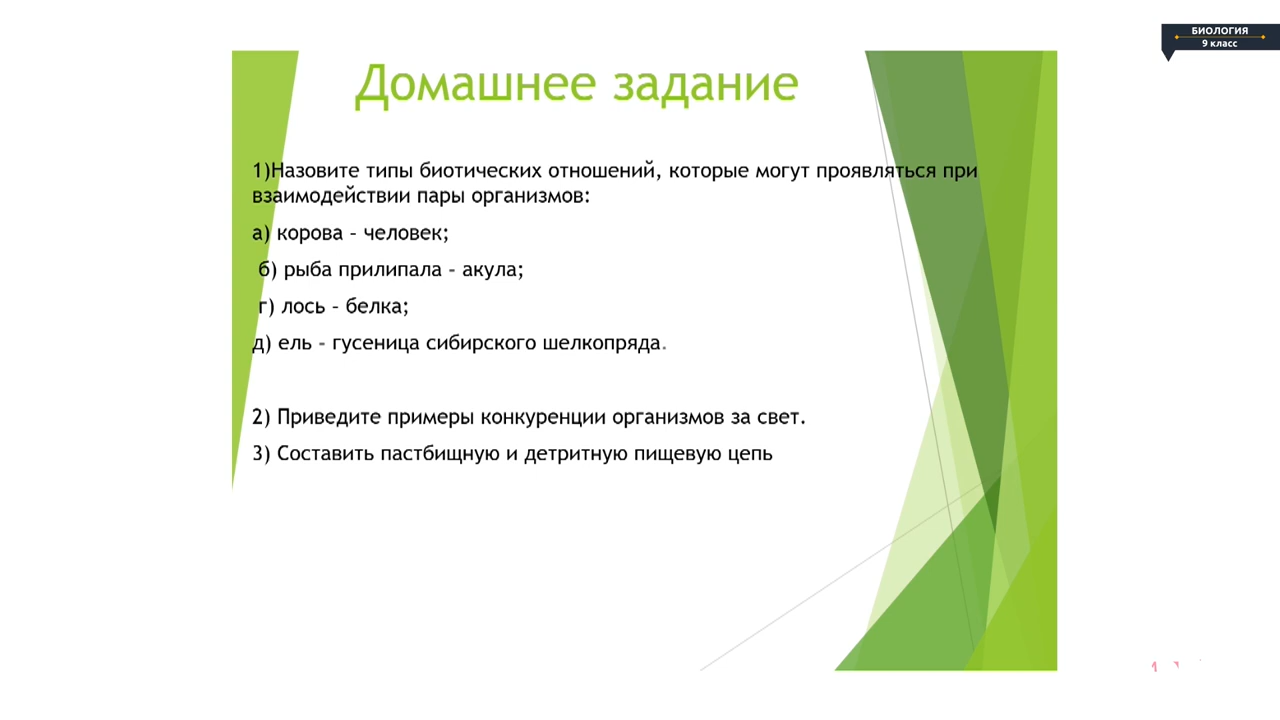 БИОЛОГИЯ
9 класс
Домашнее задание
1)Назовите типы биотических отношений, которые могут проявляться при
взаимодействии пары организмов:
а) корова – человек;
б) рыба прилипала - акула;
г) лось – белка;
д) ель - гусеница сибирского шелкопряда.
2) Приведите примеры конкуренции организмов за свет.
3) Составить пастбищную и детритную пищевую цепь